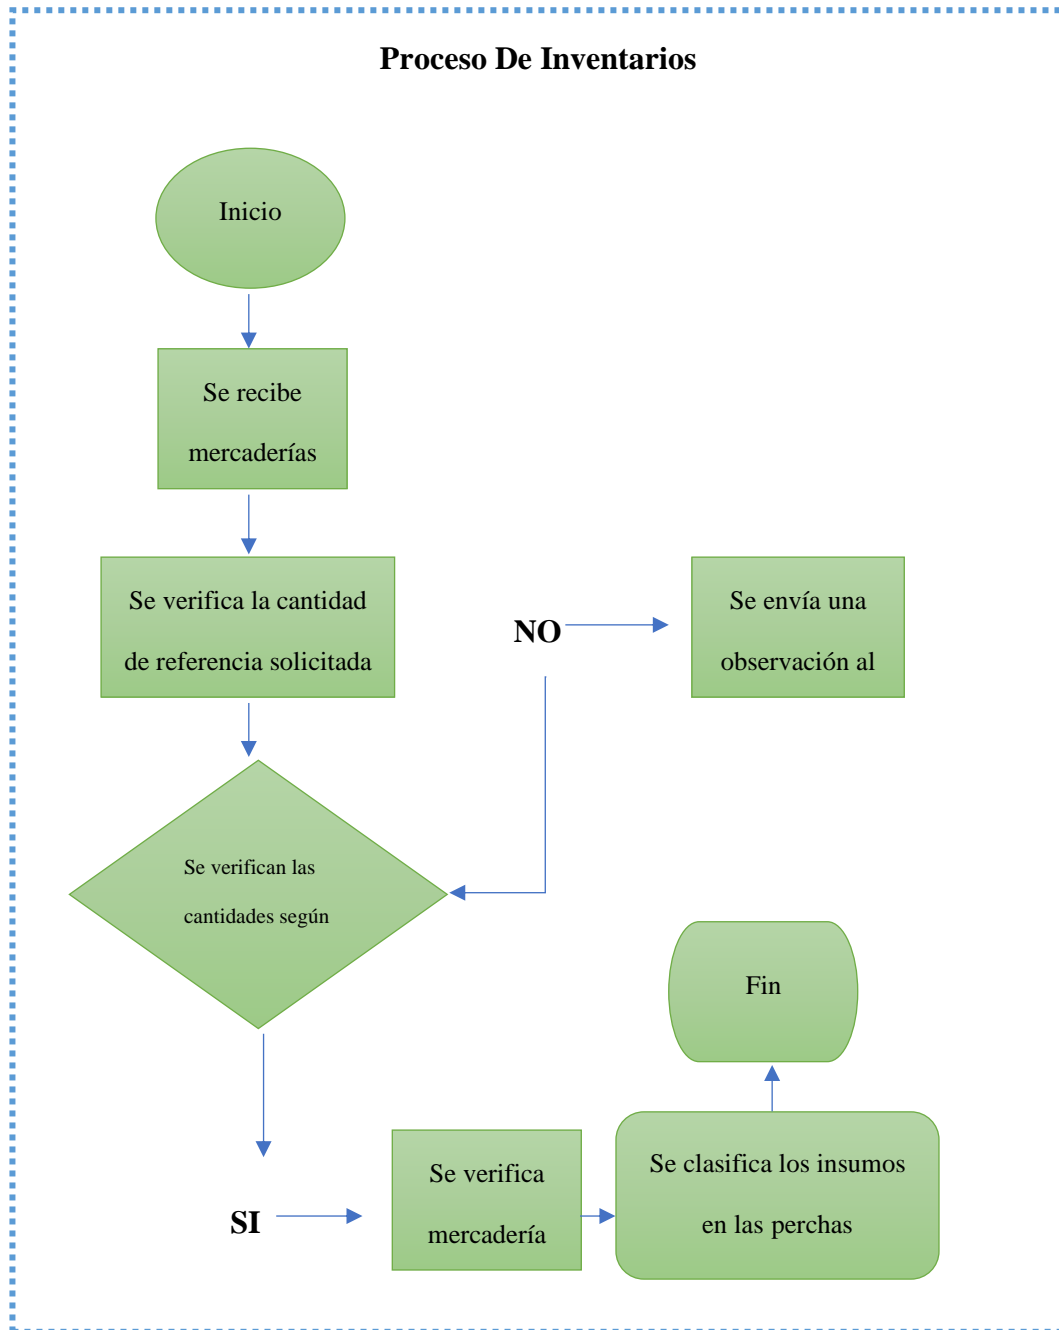 Proceso De Inventarios
Inicio
Se recibe
mercaderías
Se verifica la cantidad
de referencia solicitada
NO
Se envía una
observación al
Se verifican las
cantidades según
Fin
SI
Se verifica
mercadería
Se clasifica los insumos
en las perchas